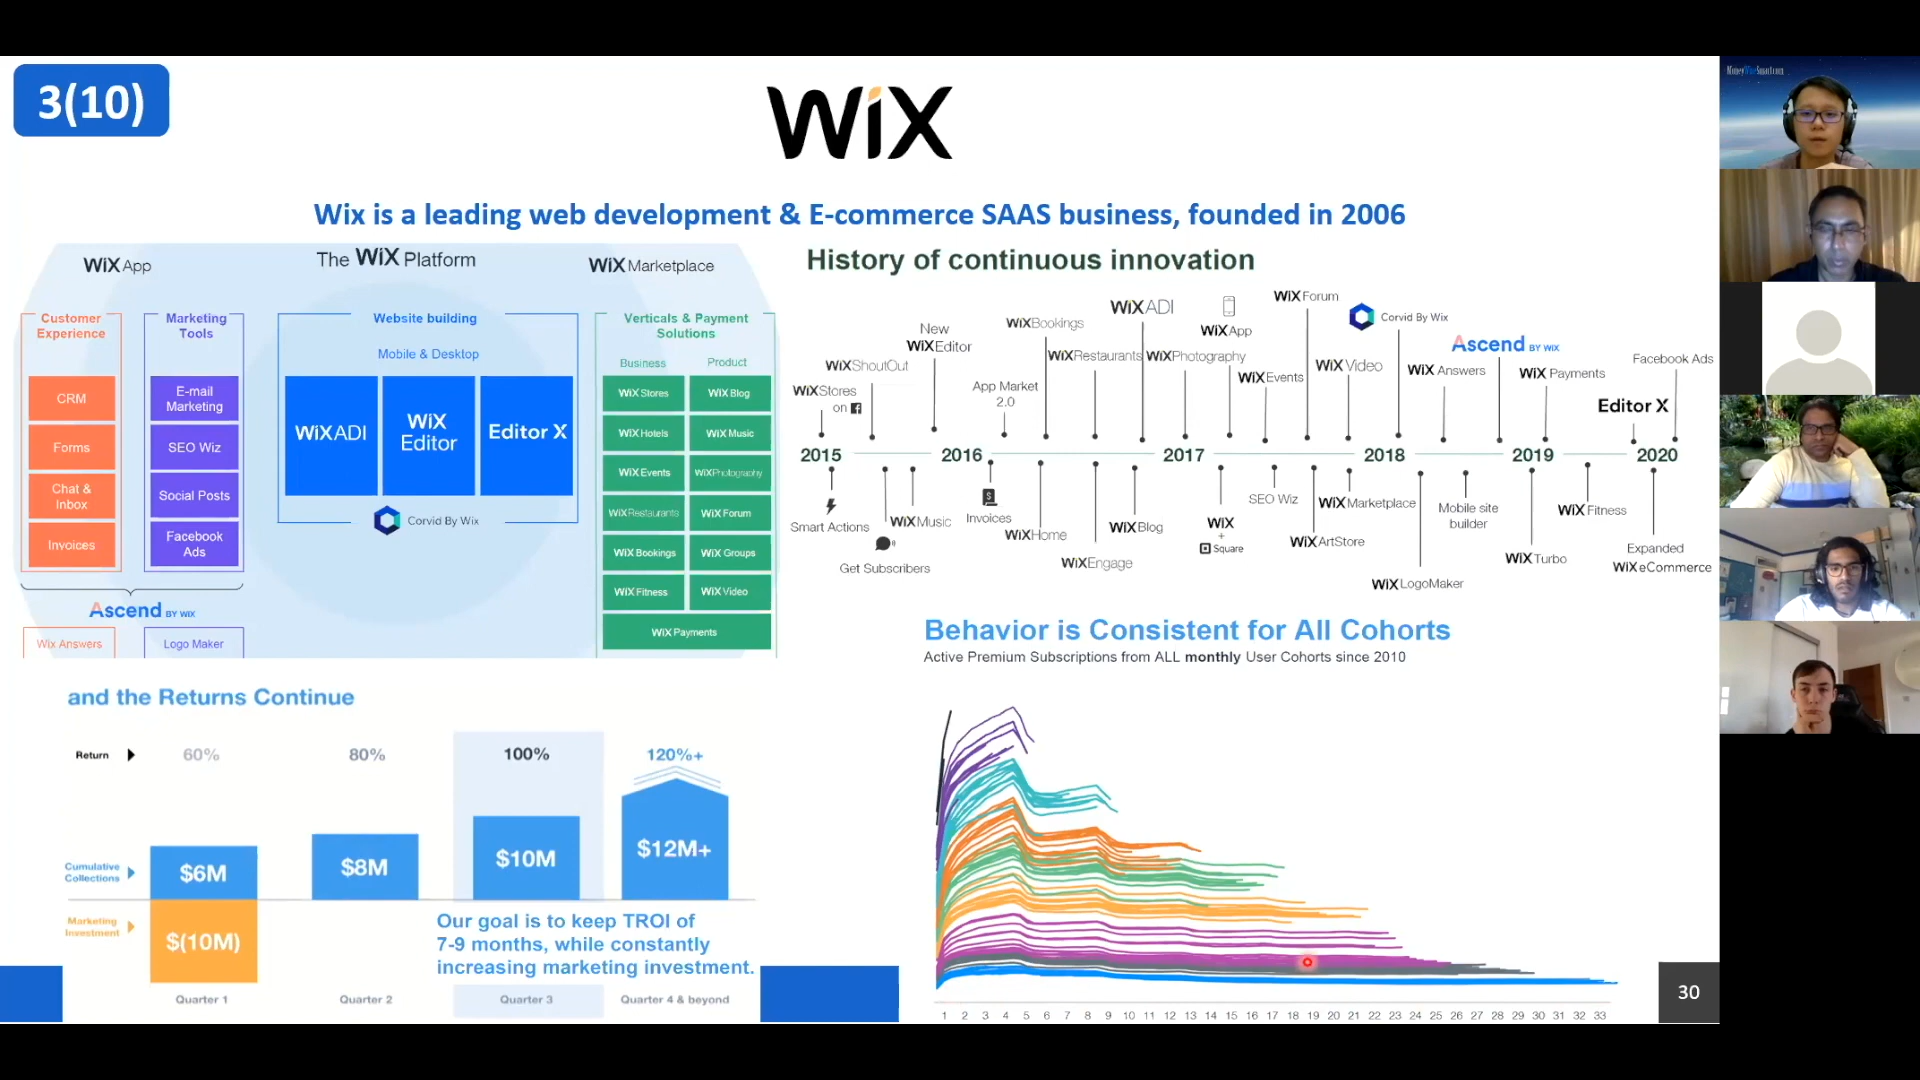 3(10)
WiX
Wix is a leading web development & E-commerce SAAS business, founded in 2006
WiX App
The WiX Platform
WiX Marketplace
Customer
Experience
CRM
Forms
Chat &
Inbox
Invoices
Marketing
Tools
E-mail
Marketing
SEO Wiz
Social Posts
Facebook
Ads
Ascend BY WIX
Wix Answers
Logo Maker
Website building
Mobile & Desktop
WiX ADI
WiX
Editor
Editor X
Corvid By Wix
Verticals & Payment
Solutions
Business
Product
WiX Stores
WiX Blog
WiX Hotels
WiX Music
WiX Events
WiX Photography
WiX Restaurants
WiX Forum
WiX Bookings
WiX Groups
WiX Fitness
WiX Video
WiX Payments
History of continuous innovation
WiX Stores
on
WiX ShoutOut
New
WiX Editor
App Market
2.0
WiX Bookings
WiX Restaurants
WiX ADI
WiX Photography
WiX App
WiX Events
WiX Forum
WiX Video
Corvid By Wix
WiX Answers
Ascend BY WIX
WiX Payments
Editor X
Facebook Ads
2015
2016
2017
2018
2019
2020
Smart Actions
Get Subscribers
WiX Music
Invoices
WiX Home
WiX Engage
WiX Blog
WiX
+
Square
SEO Wiz
WiX ArtStore
WiX Marketplace
WiX LogoMaker
Mobile site
builder
WiX Turbo
WiX Fitness
Expanded
WiX eCommerce
and the Returns Continue
Return
60%
80%
100%
120%+
Cumulative
Collections
$6M
$8M
$10M
$12M+
Marketing
Investment
$(10M)
Our goal is to keep TROI of
7-9 months, while constantly
increasing marketing investment.
Quarter 1
Quarter 2
Quarter 3
Quarter 4 & beyond
Behavior is Consistent for All Cohorts
Active Premium Subscriptions from ALL monthly User Cohorts since 2010
1 2 3 4 5 6 7 8 9 10 11 12 13 14 15 16 17 18 19 20 21 22 23 24 25 26 27 28 29 30 31 32 33
30